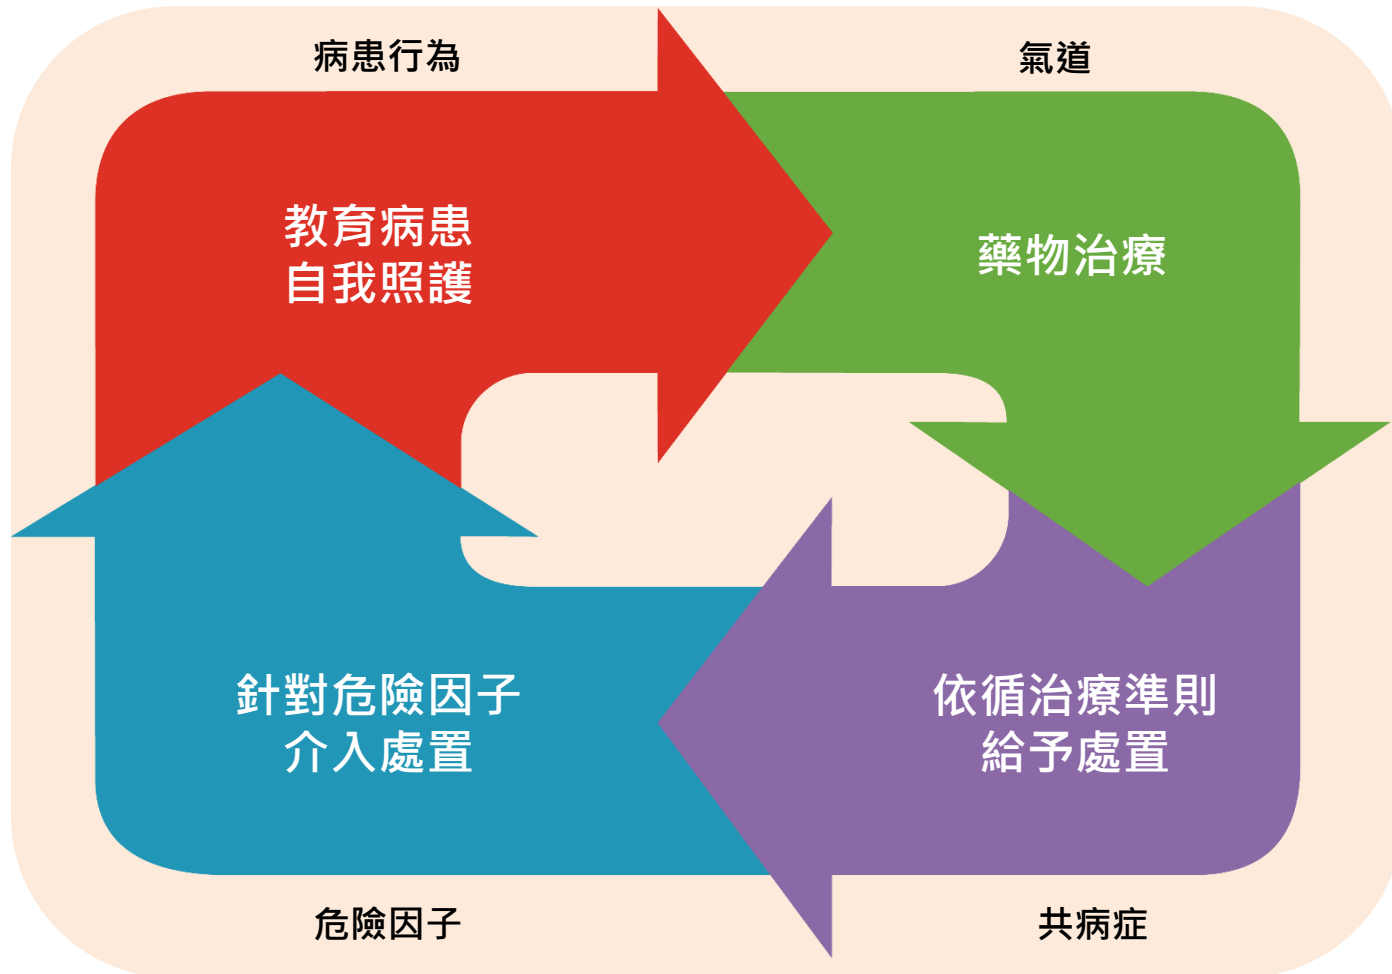 病患行為
氣道
教育病患
自我照護
藥物治療
針對危險因子
介入處置
依循治療準則
給予處置
危險因子
共病症